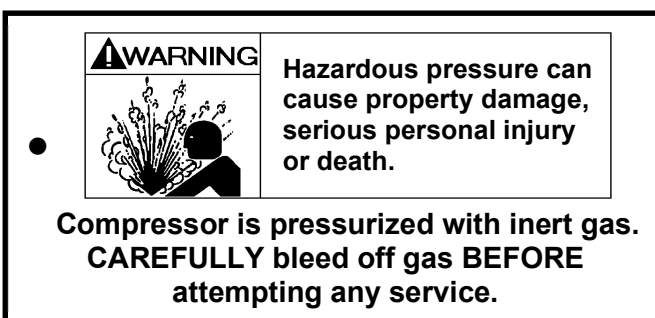 WARNING
Hazardous pressure can
cause property damage,
serious personal injury
or death.
Compressor is pressurized with inert gas.
CAREFULLY bleed off gas BEFORE
attempting any service.